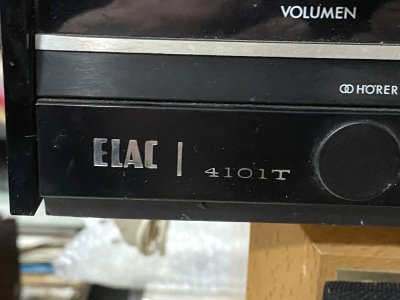 VOLUMEN
HÖRER
ELAC | 4101T